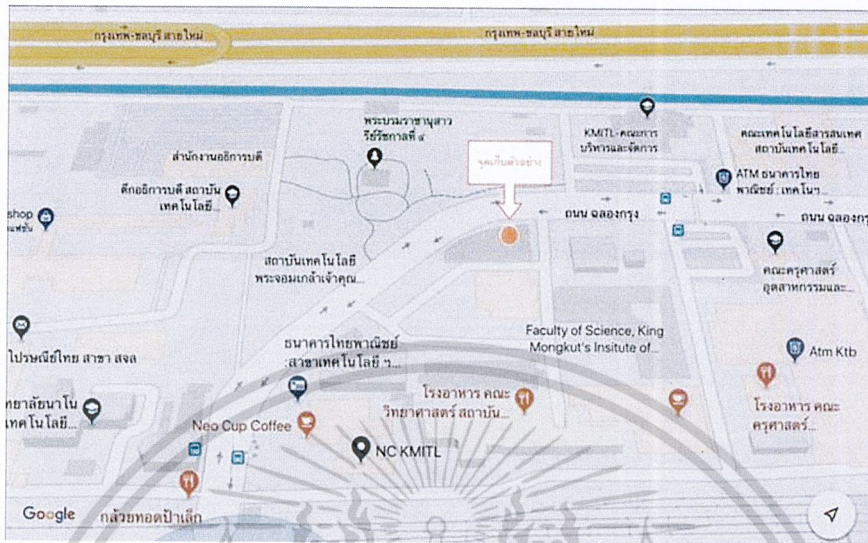 กรุงเทพ-ชลบุรี สายใหม่
กรุงเทพ-ชลบุรี สายใหม่
พระบรมราชานุสาว
รีย์รัชกาลที่ ๔
KMITL-คณะการ
บริหารและจัดการ
คณะเทคโนโลยีสารสนเทศ
สถาบันเทคโนโลยี...
สำนักงานอธิการบดี
จุดเก็บตัวอย่าง
ตึกอธิการบดี สถาบัน
เทคโนโลยี...
ATM ธนาคารไทย
พาณิชย์ : เทคโนฯ...
shop
แฟชั่น
ถนน ฉลองกรุง
ถนน ฉลองกรุ
สถาบันเทคโนโลยี
พระจอมเกล้าเจ้าคุณ...
คณะครุศาสตร์
อุตสาหกรรมและ...
ธนาคารไทยพาณิชย์
:สาขาเทคโนโลยี ฯ...
Faculty of Science, King
Mongkut's Insitute of...
ไปรษณีย์ไทย สาขา สจล
Atm Ktb
ทยาลัยนาโน
เทคโนโลยี...
Neo Cup Coffee
โรงอาหาร คณะ
วิทยาศาสตร์ สถาบัน...
โรงอาหาร คณะ
ครุศาสตร์...
NC KMITL
Google
กล้วยทอดป้าเล็ก